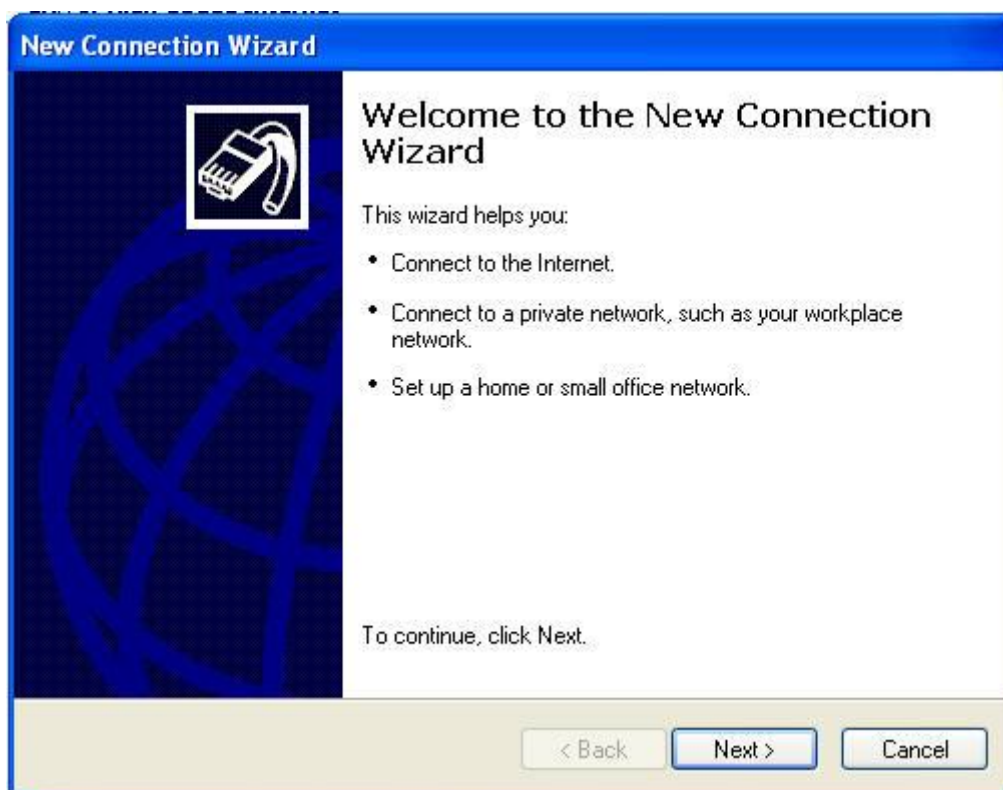 New Connection Wizard
Welcome to the New Connection
Wizard
This wizard helps you:
• Connect to the Internet.
• Connect to a private network, such as your workplace
network.
• Set up a home or small office network.
To continue, click Next.
< Back
Next >
Cancel